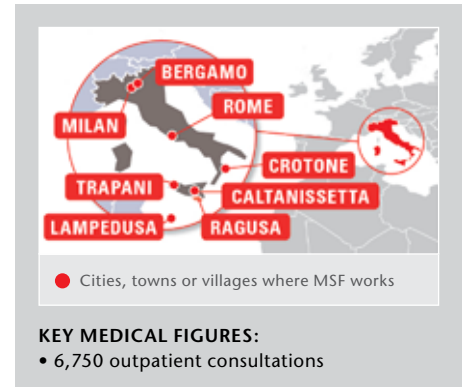 BERGAMO
ROME
MILAN
CROTONE
TRAPANI
CALTANISSETTA
LAMPEDUSA
RAGUSA
Cities, towns or villages where MSF works
KEY MEDICAL FIGURES:
• 6,750 outpatient consultations